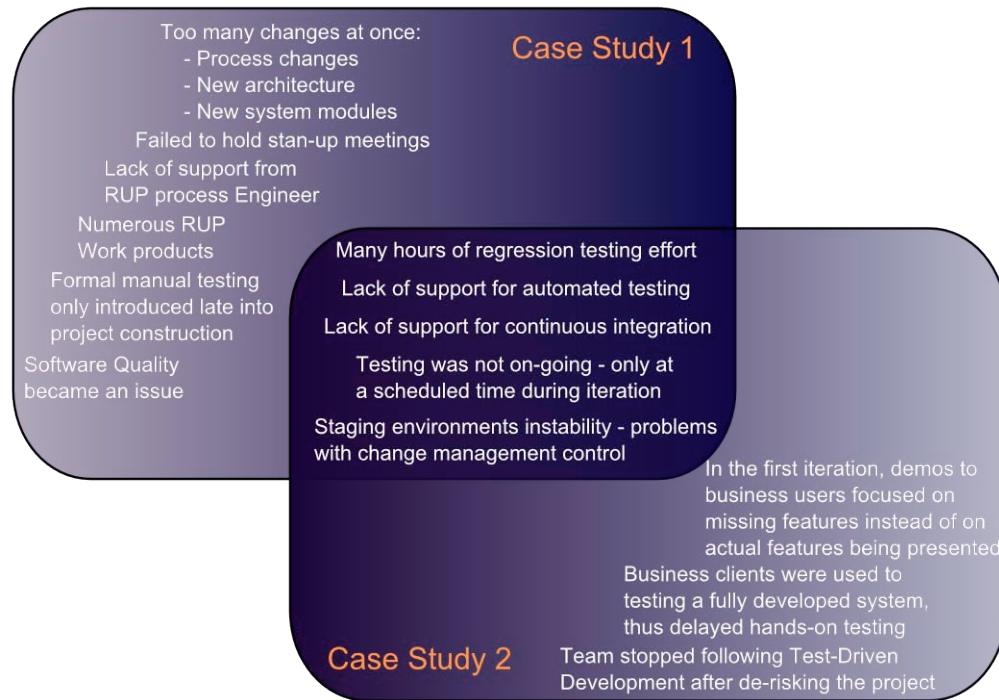 Too many changes at once:
- Process changes
- New architecture
- New system modules
Case Study 1
Failed to hold stan-up meetings
Lack of support from
RUP process Engineer
Numerous RUP
Work products
Formal manual testing
only introduced late into
project construction
Software Quality
became an issue
Many hours of regression testing effort
Lack of support for automated testing
Lack of support for continuous integration
Testing was not on-going - only at
a scheduled time during iteration
Staging environments instability - problems
with change management control
In the first iteration, demos to
business users focused on
missing features instead of on
actual features being presented
Business clients were used to
testing a fully developed system,
thus delayed hands-on testing
Case Study 2
Team stopped following Test-Driven
Development after de-risking the project